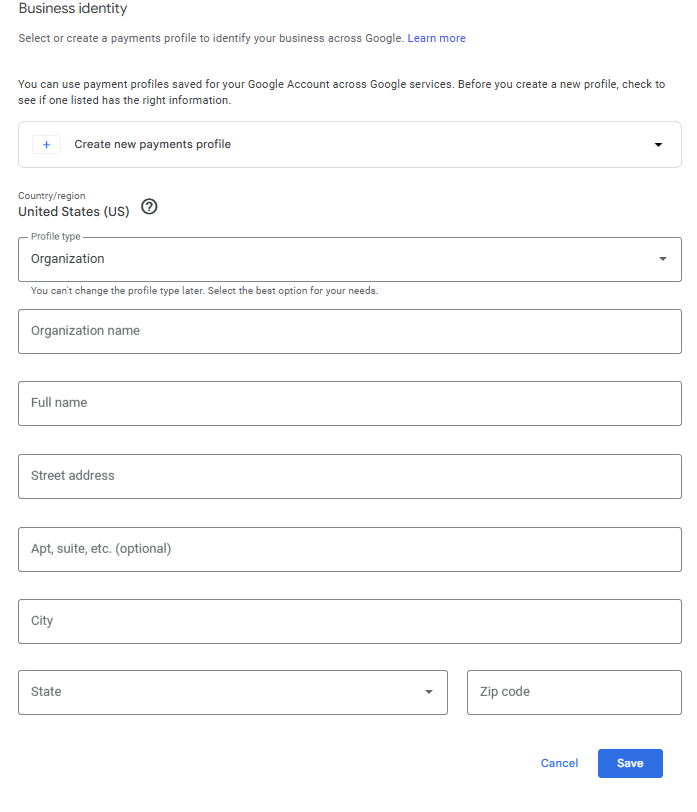 Business identity
Select or create a payments profile to identify your business across Google. Learn more
You can use payment profiles saved for your Google Account across Google services. Before you create a new profile, check to
see if one listed has the right information.
+ Create new payments profile
Country/region
United States (US) ?
Profile type
Organization
You can't change the profile type later. Select the best option for your needs.
Organization name
Full name
Street address
Apt, suite, etc. (optional)
City
State Zip code
Cancel Save